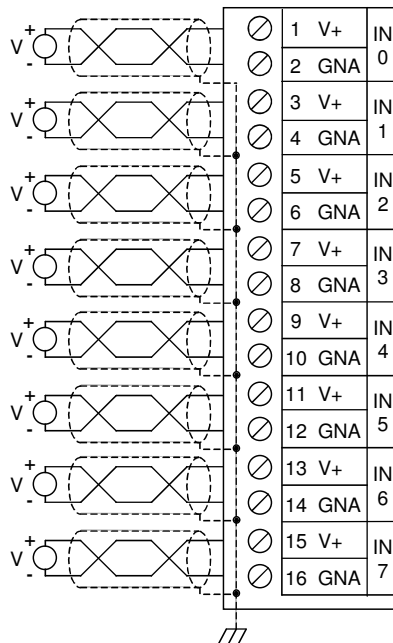 V + - 1 V+ IN 0
2 GNA
V + - 3 V+ IN 1
4 GNA
V + - 5 V+ IN 2
6 GNA
V + - 7 V+ IN 3
8 GNA
V + - 9 V+ IN 4
10 GNA
V + - 11 V+ IN 5
12 GNA
V + - 13 V+ IN 6
14 GNA
V + - 15 V+ IN 7
16 GNA